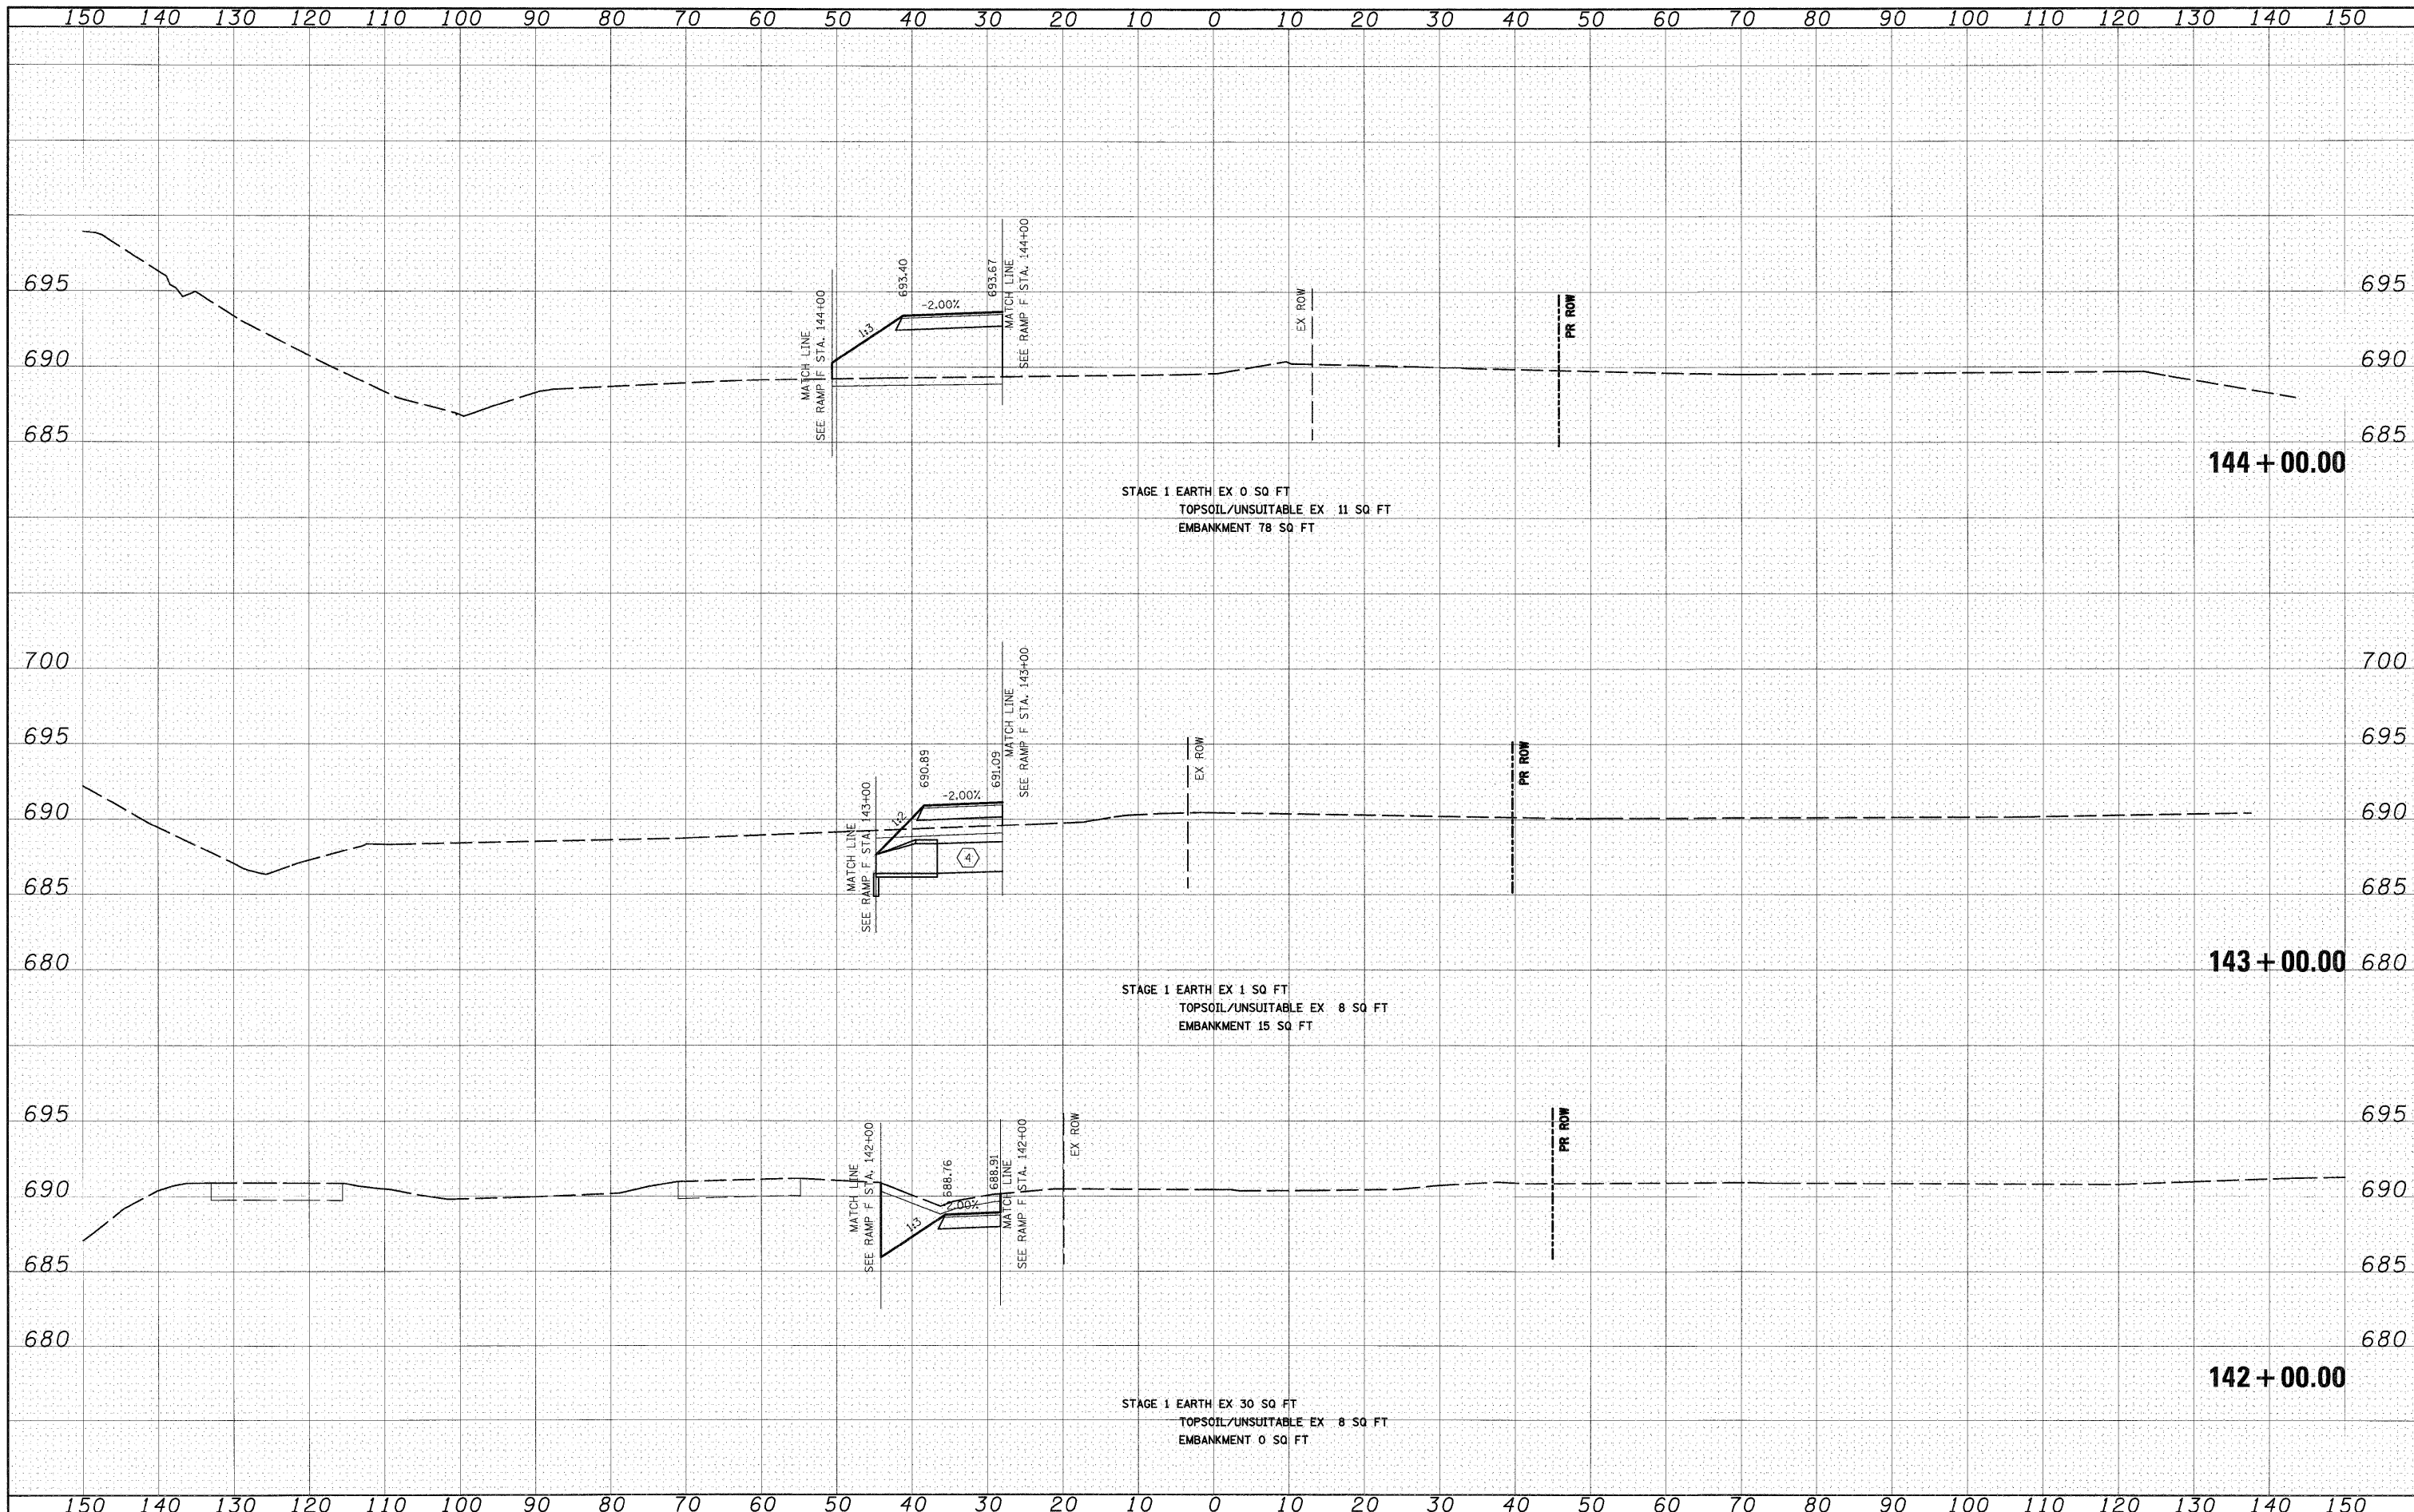 150 140 130 120 110 100 90 80 70 60 50 40 30 20 10 0 10 20 30 40 50 60 70 80 90 100 110 120 130 140 150
695 695
690 690
685 685
MATCH LINE
SEE RAMP F STA. 144+00
1:3
693.40
-2.00%
693.67
MATCH LINE
SEE RAMP F STA. 144+00
EX ROW
PR ROW
144+00.00
STAGE 1 EARTH EX 0 SQ FT
TOPSOIL/UNSUITABLE EX 11 SQ FT
EMBANKMENT 78 SQ FT
700 700
695 695
690 690
685 685
680 680
MATCH LINE
SEE RAMP F STA. 143+00
1:2
690.89
-2.00%
691.09
4
MATCH LINE
SEE RAMP F STA. 143+00
EX ROW
PR ROW
143+00.00
STAGE 1 EARTH EX 1 SQ FT
TOPSOIL/UNSUITABLE EX 8 SQ FT
EMBANKMENT 15 SQ FT
695 695
690 690
685 685
680 680
MATCH LINE
SEE RAMP F STA. 142+00
1:3
688.76
-2.00%
688.91
MATCH LINE
SEE RAMP F STA. 142+00
EX ROW
PR ROW
142+00.00
STAGE 1 EARTH EX 30 SQ FT
TOPSOIL/UNSUITABLE EX 8 SQ FT
EMBANKMENT 0 SQ FT
150 140 130 120 110 100 90 80 70 60 50 40 30 20 10 0 10 20 30 40 50 60 70 80 90 100 110 120 130 140 150